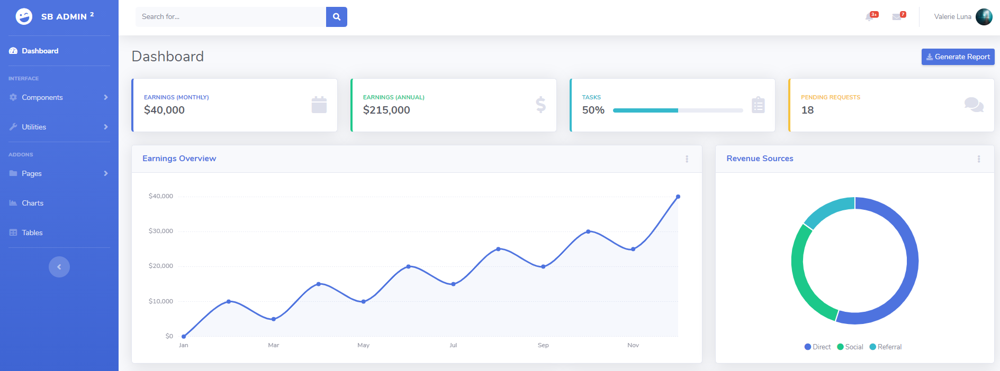 SB ADMIN 2
Search for...
3+
7
Valerie Luna
Dashboard
INTERFACE
Components
Utilities
ADDONS
Pages
Charts
Tables
Dashboard
Generate Report
EARNINGS (MONTHLY)
$40,000
EARNINGS (ANNUAL)
$215,000
TASKS
50%
PENDING REQUESTS
18
Earnings Overview
$40,000
$30,000
$20,000
$10,000
$0
Jan Mar May Jul Sep Nov
Revenue Sources
Direct Social Referral